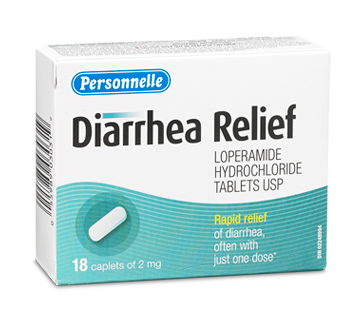 Personnelle
Diarrhea Relief
LOPERAMIDE
HYDROCHLORIDE
TABLETS USP
Rapid relief
of diarrhea,
often with
just one dose*
18 caplets of 2 mg